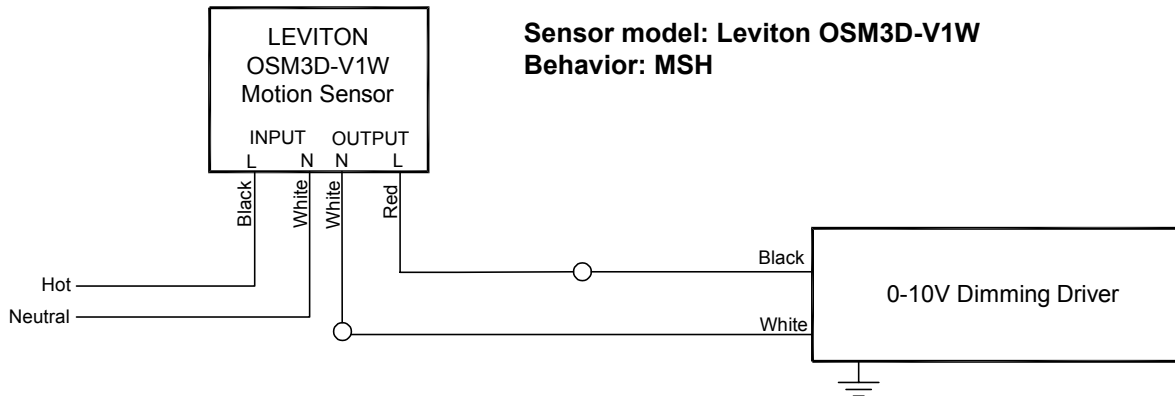 LEVITON
OSM3D-V1W
Motion Sensor
INPUT OUTPUT
L N N L
Black White White Red
Sensor model: Leviton OSM3D-V1W
Behavior: MSH
Hot
Neutral
Black
White
0-10V Dimming Driver